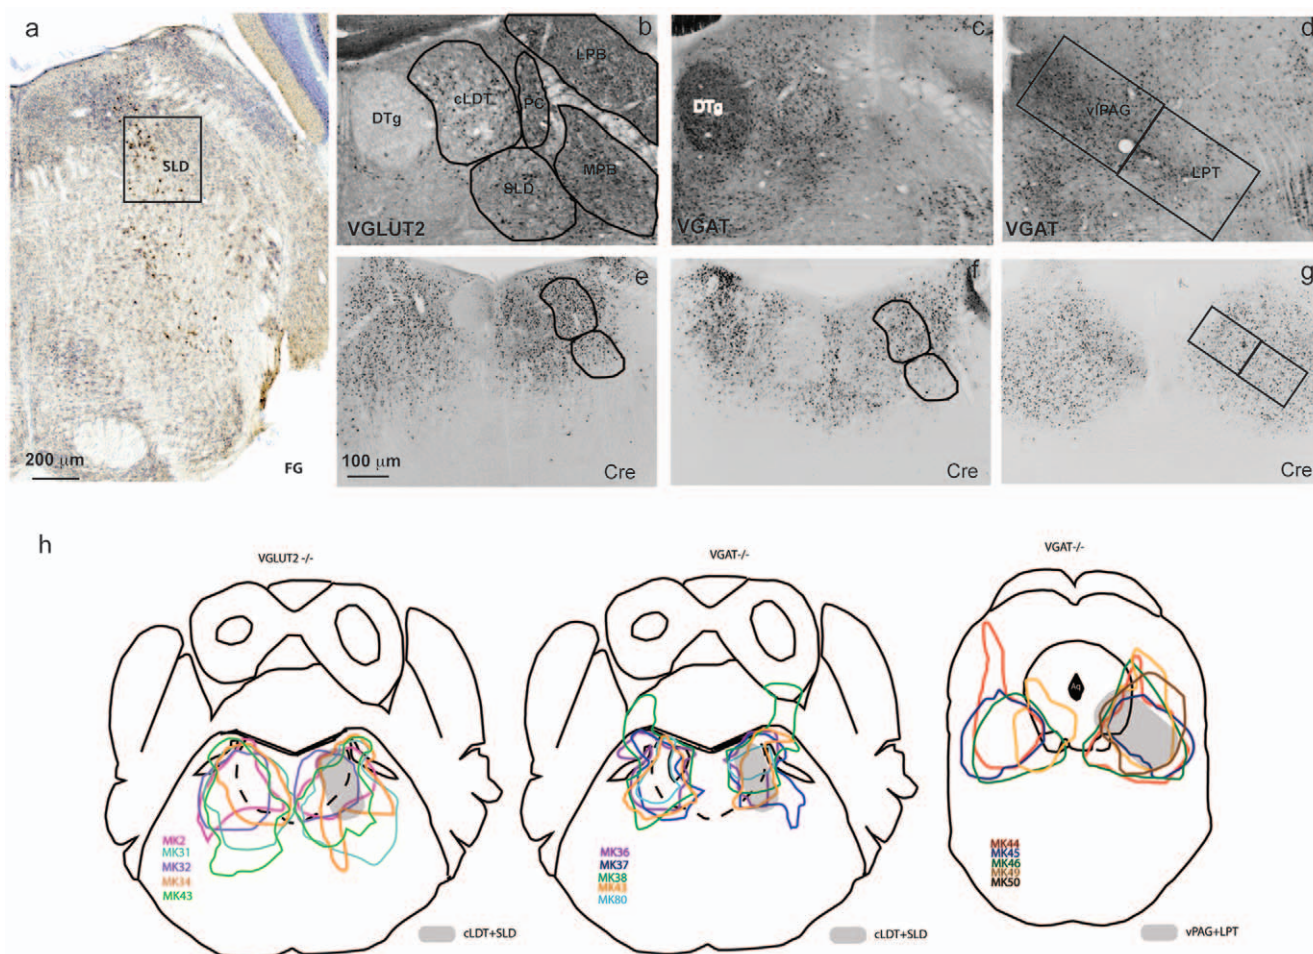 a
SLD
200 µm
FG
b
LPB
cLDT
PC
DTg
SLD
MPB
VGLUT2
c
DTg
VGAT
d
vlPAG
LPT
VGAT
e
100 µm
Cre
f
Cre
g
Cre
h
VGLUT2 -/-
MK2
MK31
MK32
MK34
MK43
cLDT+SLD
VGAT-/-
MK36
MK37
MK38
MK43
MK80
cLDT+SLD
VGAT-/-
Aq
MK44
MK45
MK46
MK49
MK50
vPAG+LPT